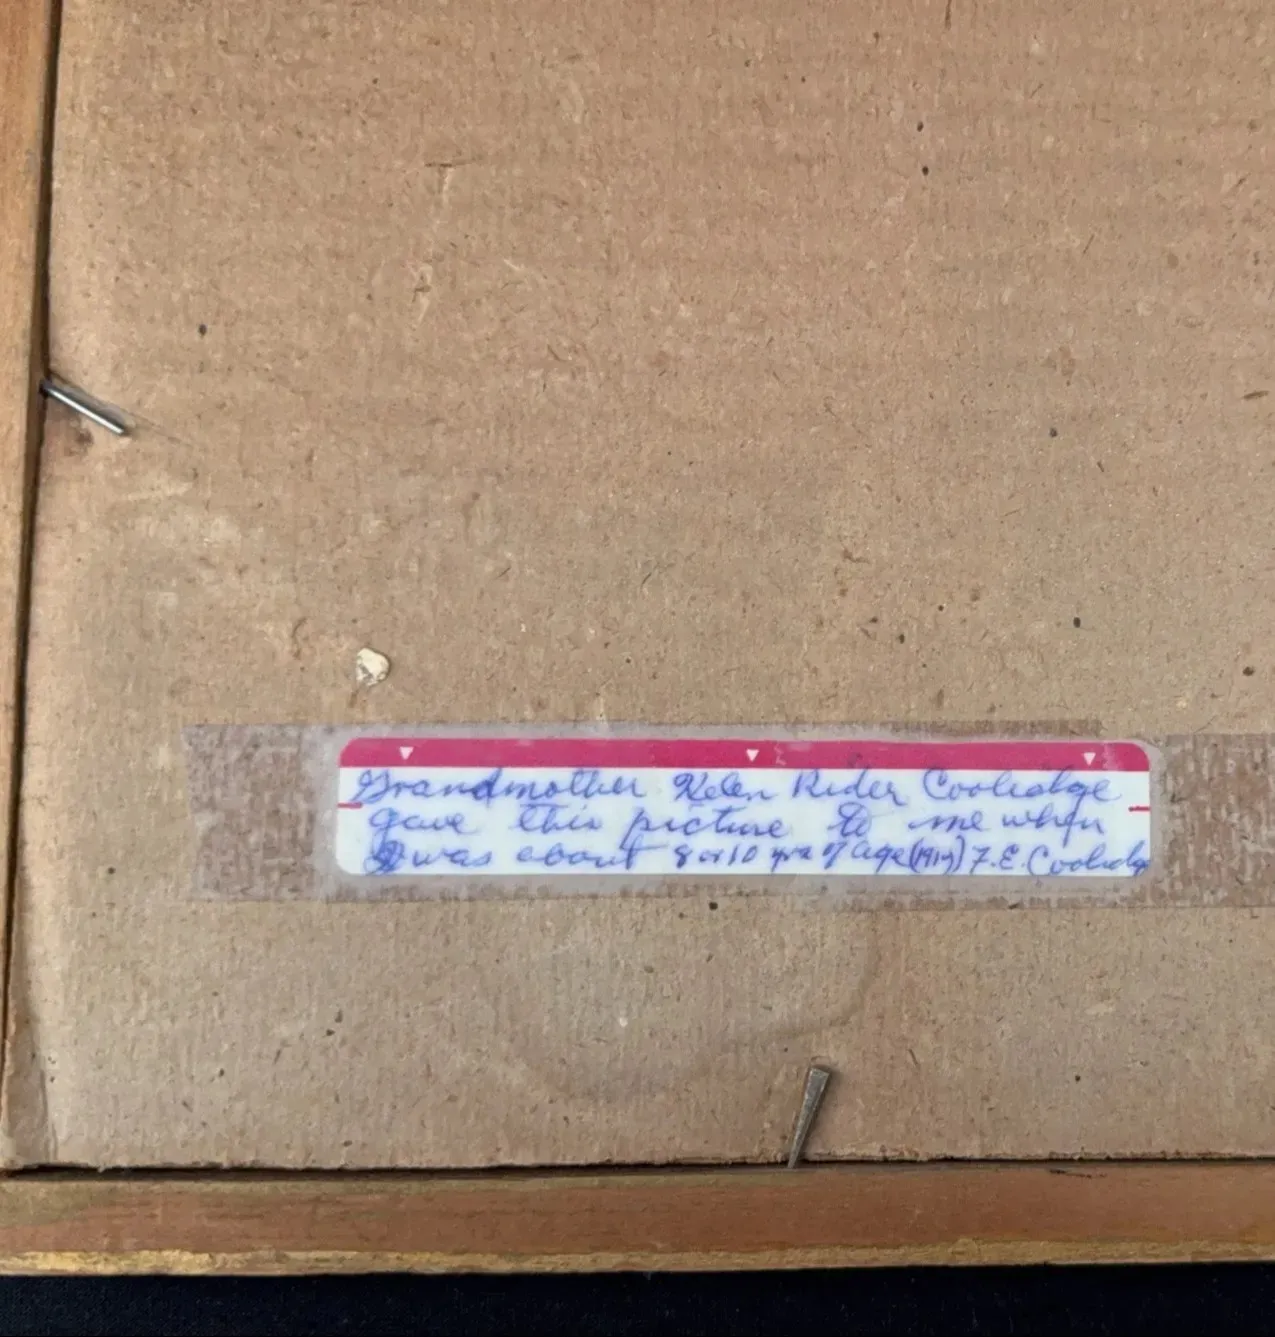 Grandmother Helen Rider Coolidge
gave this picture to me when
I was about 8 or 10 yrs of age (1914) F. E. Coolidge